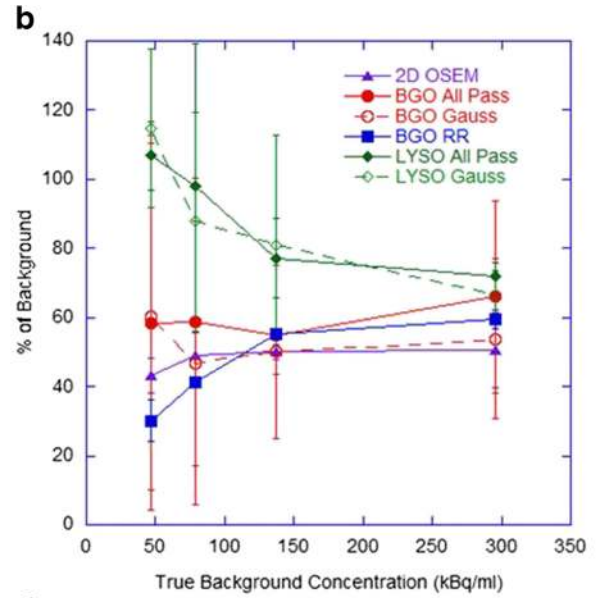 b
140
120
100
80
60
40
20
0
% of Background
2D OSEM
BGO All Pass
BGO Gauss
BGO RR
LYSO All Pass
LYSO Gauss
0 50 100 150 200 250 300 350
True Background Concentration (kBq/ml)